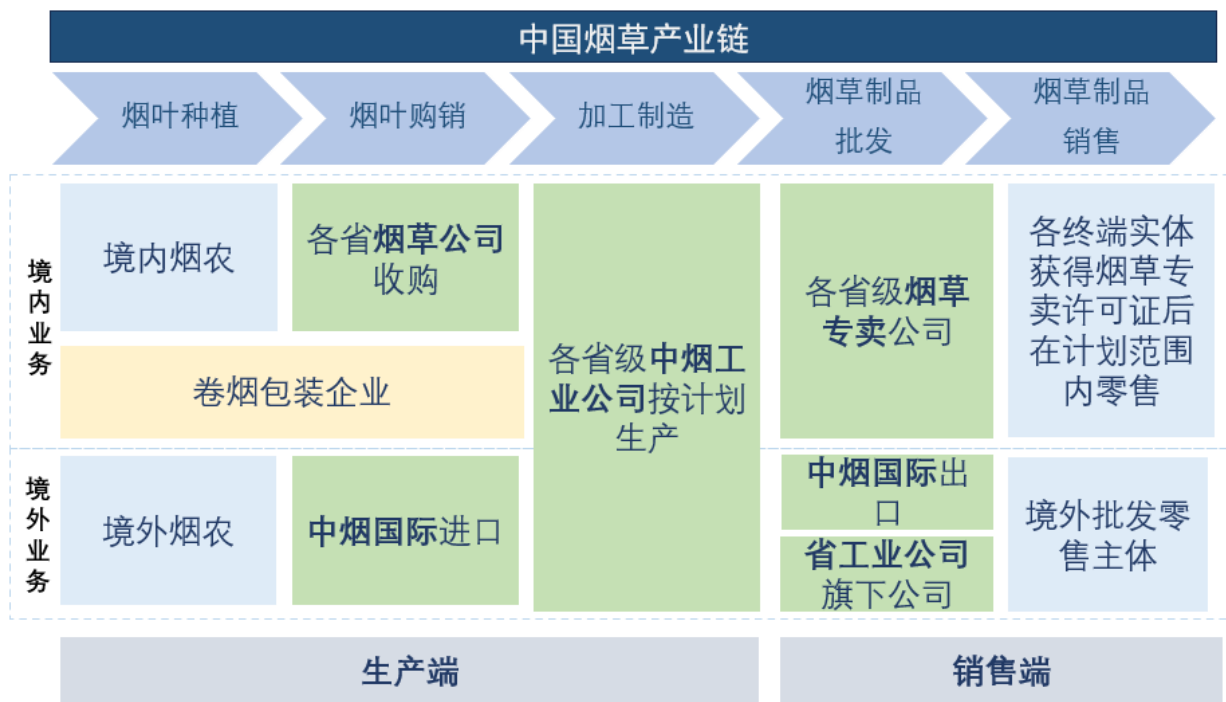 中国烟草产业链
烟叶种植
烟叶购销
加工制造
烟草制品
批发
烟草制品
销售
境
内
业
务
境内烟农
各省烟草公司
收购
卷烟包装企业
各省级中烟工
业公司按计划
生产
各省级烟草
专卖公司
各终端实体
获得烟草专
卖许可证后
在计划范围
内零售
境
外
业
务
境外烟农
中烟国际进口
中烟国际出
口
省工业公司
旗下公司
境外批发零
售主体
生产端
销售端